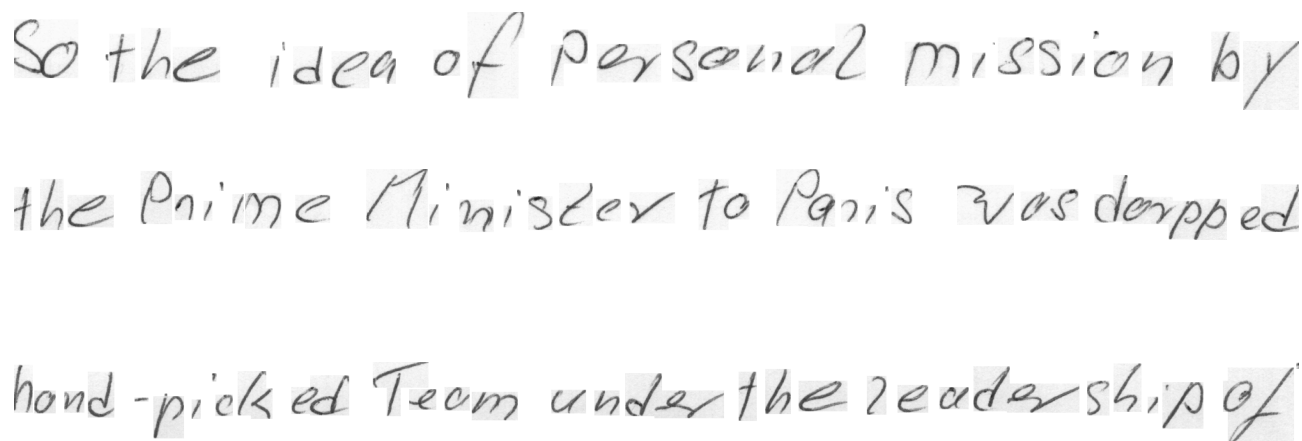 So the idea of personal mission by
the Prime Minister to Paris was dorpped
hand-picked Team under the leadership of